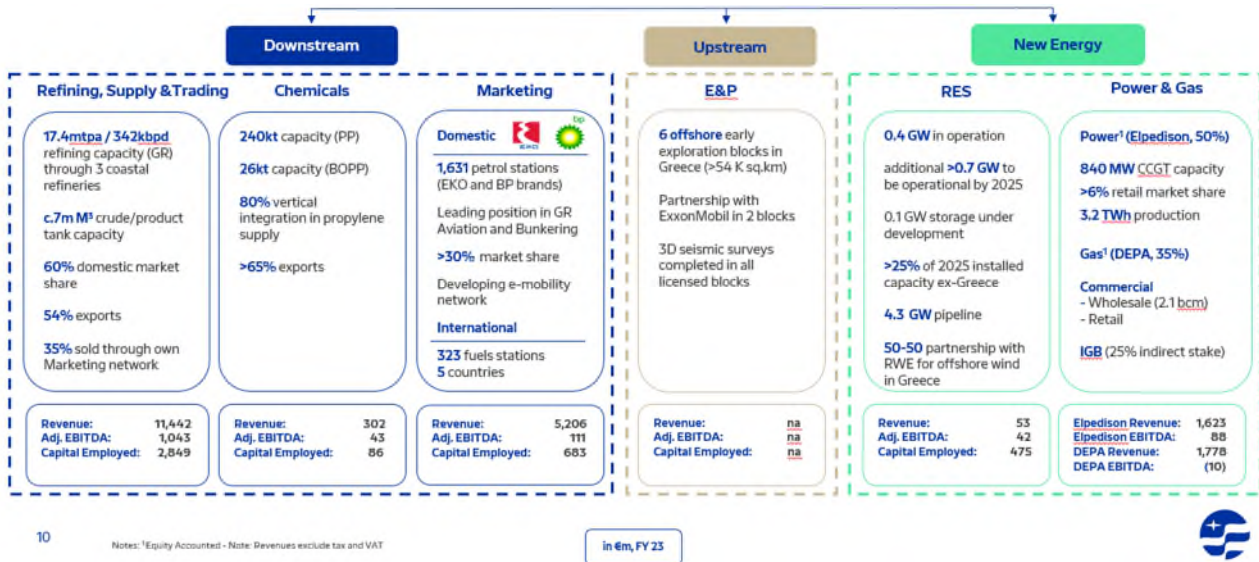 Downstream
Upstream
New Energy
Refining, Supply &Trading
17.4mtpa / 342kbpd
refining capacity (GR)
through 3 coastal
refineries
c.7m M³ crude/product
tank capacity
60% domestic market
share
54% exports
35% sold through own
Marketing network
Revenue: 11,442
Adj. EBITDA: 1,043
Capital Employed: 2,849
Chemicals
240kt capacity (PP)
26kt capacity (BOPP)
80% vertical
integration in propylene
supply
>65% exports
Revenue: 302
Adj. EBITDA: 43
Capital Employed: 86
Marketing
Domestic
EKO
bp
1,631 petrol stations
(EKO and BP brands)
Leading position in GR
Aviation and Bunkering
>30% market share
Developing e-mobility
network
International
323 fuels stations
5 countries
Revenue: 5,206
Adj. EBITDA: 111
Capital Employed: 683
E&P
6 offshore early
exploration blocks in
Greece (>54 K sq.km)
Partnership with
ExxonMobil in 2 blocks
3D seismic surveys
completed in all
licensed blocks
Revenue: na
Adj. EBITDA: na
Capital Employed: na
RES
0.4 GW in operation
additional >0.7 GW to
be operational by 2025
0.1 GW storage under
development
>25% of 2025 installed
capacity ex-Greece
4.3 GW pipeline
50-50 partnership with
RWE for offshore wind
in Greece
Revenue: 53
Adj. EBITDA: 42
Capital Employed: 475
Power & Gas
Power¹ (Elpedison, 50%)
840 MW CCGT capacity
>6% retail market share
3.2 TWh production
Gas¹ (DEPA, 35%)
Commercial
- Wholesale (2.1 bcm)
- Retail
IGB (25% indirect stake)
Elpedison Revenue: 1,623
Elpedison EBITDA: 88
DEPA Revenue: 1,778
DEPA EBITDA: (10)
10
Notes: ¹Equity Accounted - Note: Revenues exclude tax and VAT
in €m, FY 23